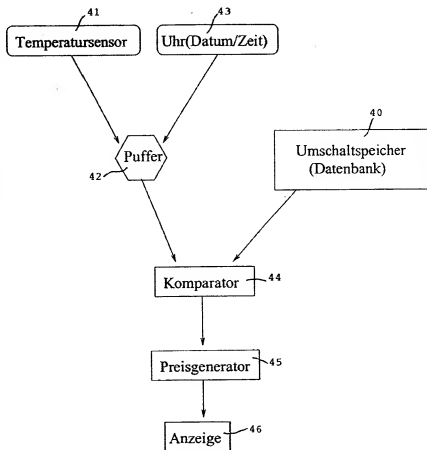 41
43
Temperatursensor
Uhr(Datum/Zeit)
40
Puffer
42
Umschaltspeicher
(Datenbank)
Komparator
44
Preisgenerator
45
Anzeige
46